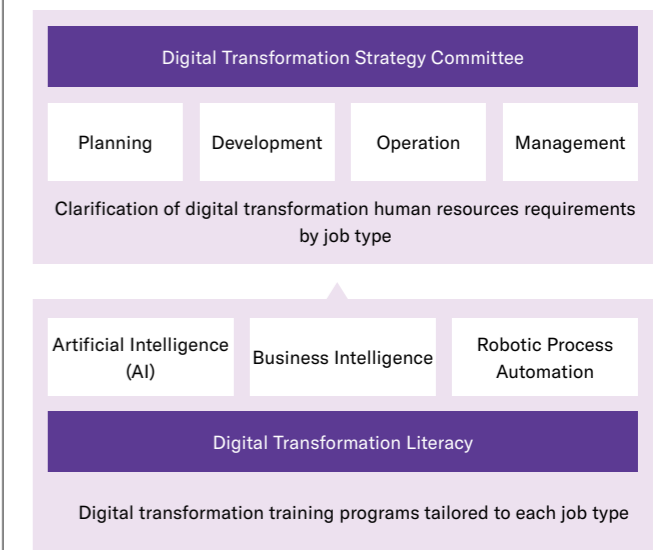 Digital Transformation Strategy Committee
Planning
Development
Operation
Management
Clarification of digital transformation human resources requirements
by job type
Artificial Intelligence
(AI)
Business Intelligence
Robotic Process
Automation
Digital Transformation Literacy
Digital transformation training programs tailored to each job type